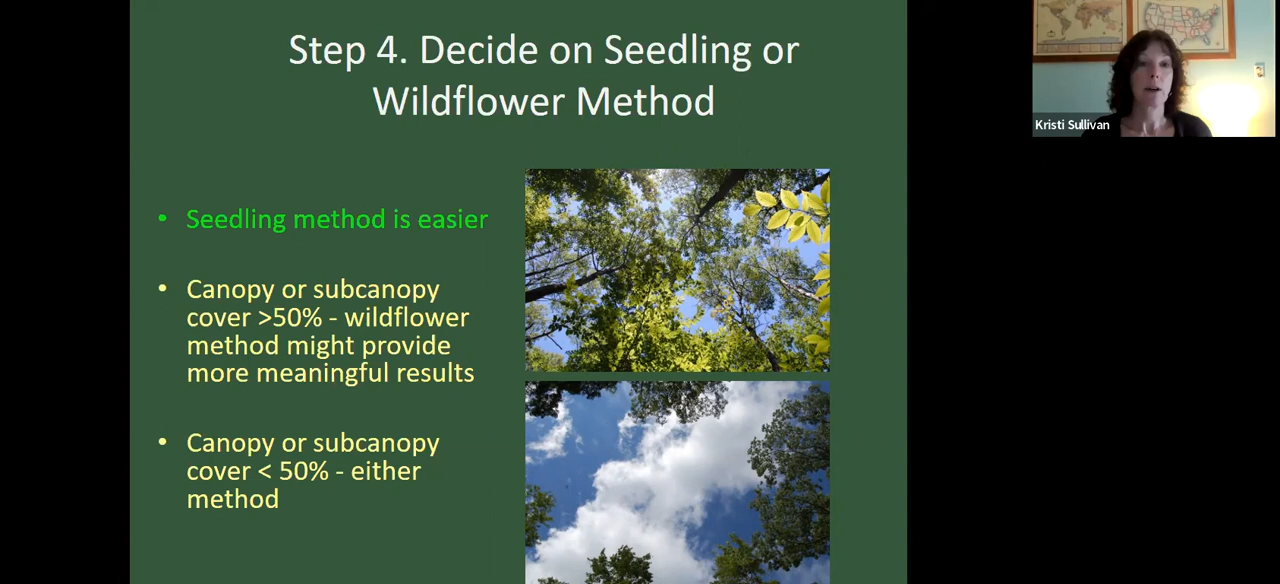 Step 4. Decide on Seedling or
Wildflower Method
• Seedling method is easier
• Canopy or subcanopy
cover >50% - wildflower
method might provide
more meaningful results
• Canopy or subcanopy
cover < 50% - either
method
Kristi Sullivan